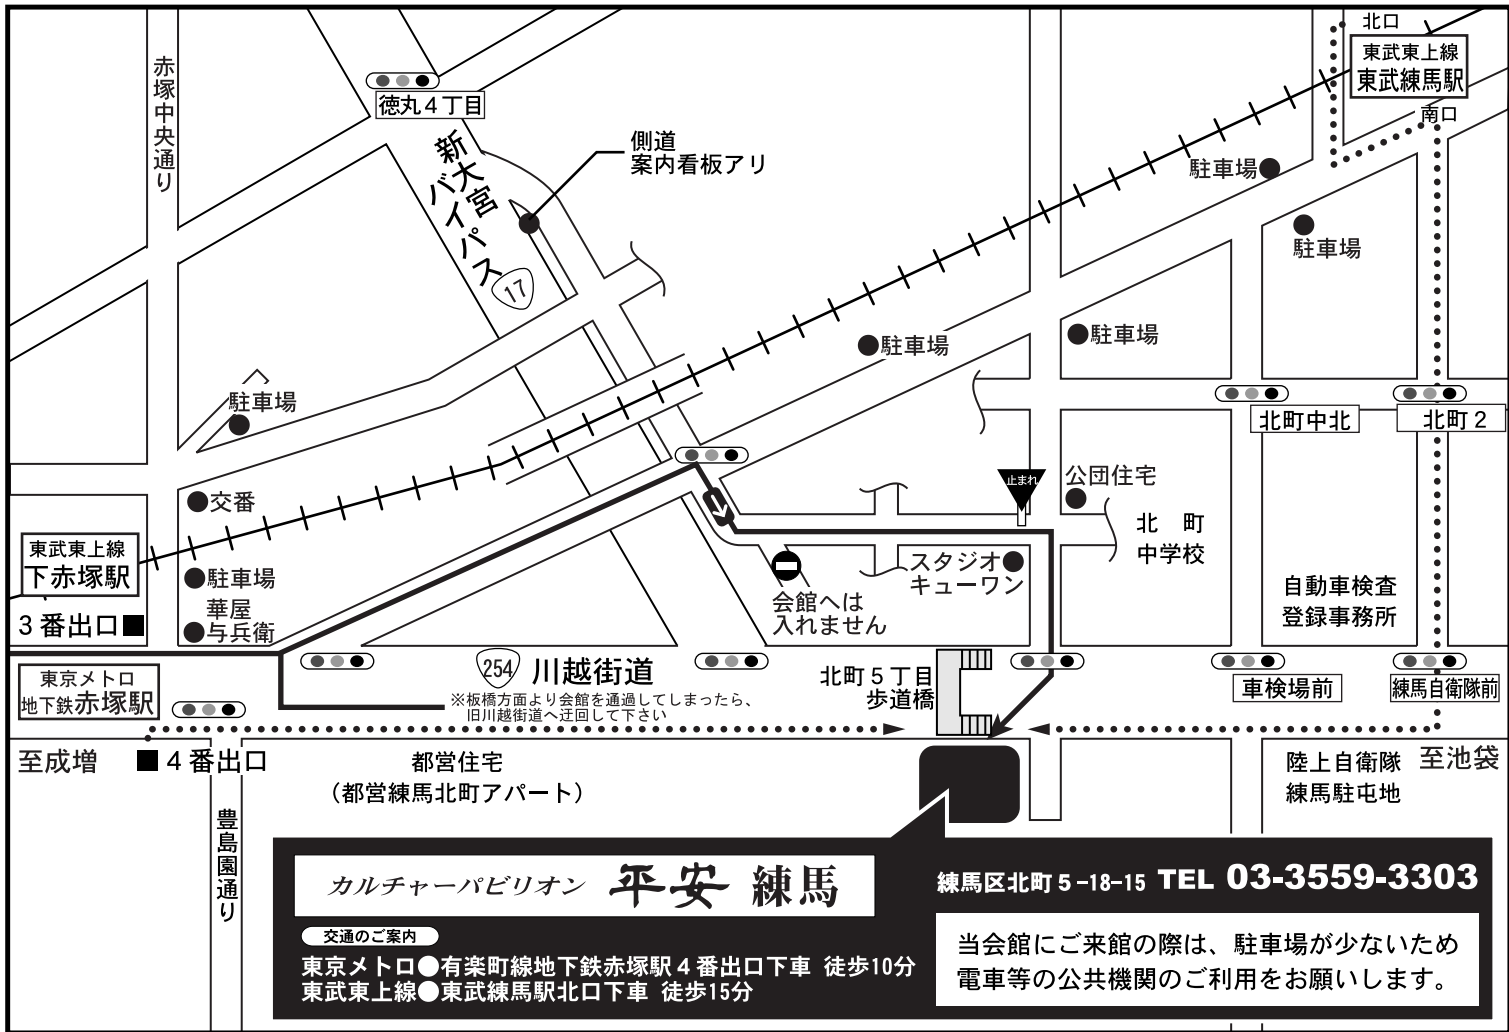 北口
東武東上線
東武練馬駅
南口
赤塚中央通り
徳丸４丁目
新大宮
バイパス
17
側道
案内看板アリ
駐車場
駐車場
駐車場
駐車場
駐車場
北町中北
北町２
交番
止まれ
公団住宅
北　町
中学校
東武東上線
下赤塚駅
駐車場
華屋
与兵衛
３番出口■
スタジオ
キューワン
会館へは
入れません
自動車検査
登録事務所
東京メトロ
地下鉄赤塚駅
254 川越街道
※板橋方面より会館を通過してしまったら、
旧川越街道へ迂回して下さい
北町５丁目
歩道橋
車検場前
練馬自衛隊前
至成増
■４番出口
都営住宅
（都営練馬北町アパート）
陸上自衛隊
練馬駐屯地
至池袋
豊島園通り
カルチャーパビリオン 平安 練馬
練馬区北町５-18-15 TEL 03-3559-3303
交通のご案内
東京メトロ●有楽町線地下鉄赤塚駅４番出口下車 徒歩10分
東武東上線●東武練馬駅北口下車 徒歩15分
当会館にご来館の際は、駐車場が少ないため
電車等の公共機関のご利用をお願いします。